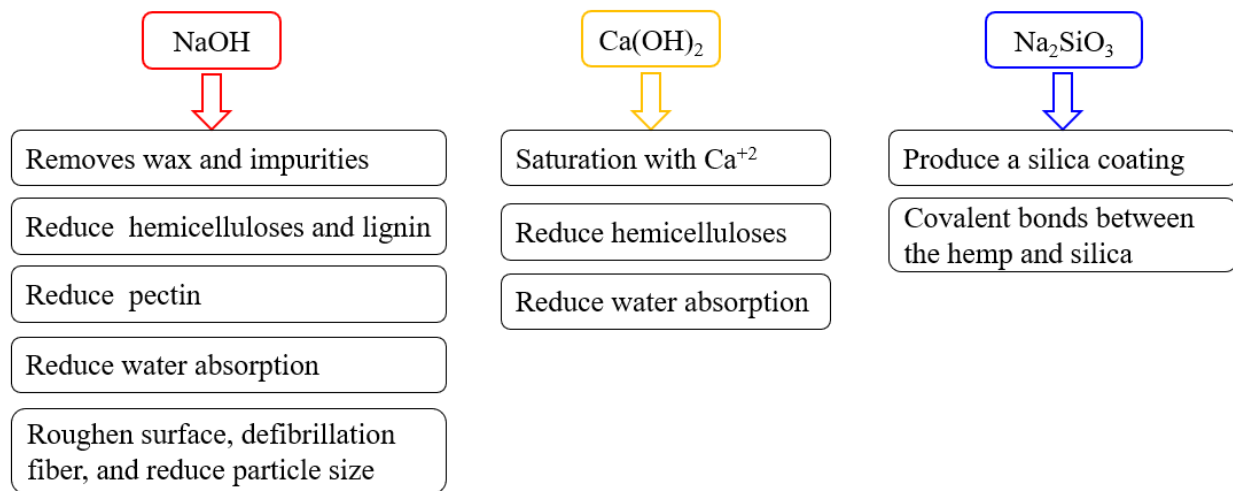 NaOH
Removes wax and impurities
Reduce hemicelluloses and lignin
Reduce pectin
Reduce water absorption
Roughen surface, defibrillation
fiber, and reduce particle size
Ca(OH)₂
Saturation with Ca⁺²
Reduce hemicelluloses
Reduce water absorption
Na₂SiO₃
Produce a silica coating
Covalent bonds between
the hemp and silica